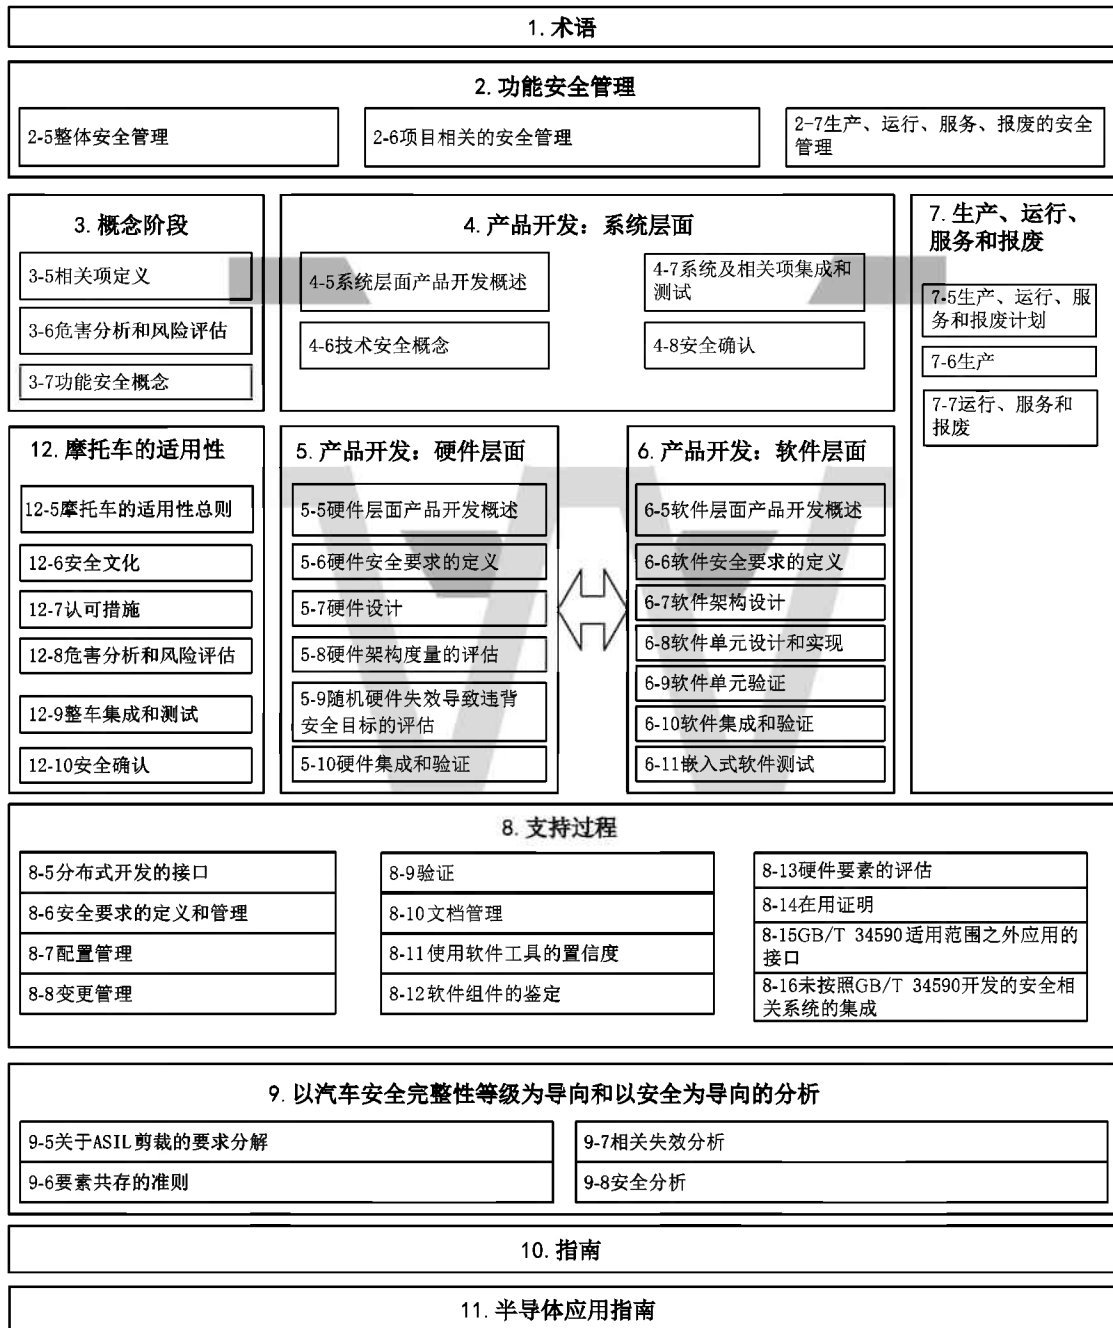 1. 术语
2. 功能安全管理
2-5整体安全管理
2-6项目相关的安全管理
2-7生产、运行、服务、报废的安全
管理
3. 概念阶段
3-5相关项定义
3-6危害分析和风险评估
3-7功能安全概念
4. 产品开发：系统层面
4-5系统层面产品开发概述
4-6技术安全概念
4-7系统及相关项集成和
测试
4-8安全确认
7. 生产、运行、
服务和报废
7-5生产、运行、服
务和报废计划
7-6生产
7-7运行、服务和
报废
12. 摩托车的适用性
12-5摩托车的适用性总则
12-6安全文化
12-7认可措施
12-8危害分析和风险评估
12-9整车集成和测试
12-10安全确认
5. 产品开发：硬件层面
5-5硬件层面产品开发概述
5-6硬件安全要求的定义
5-7硬件设计
5-8硬件架构度量的评估
5-9随机硬件失效导致违背
安全目标的评估
5-10硬件集成和验证
6. 产品开发：软件层面
6-5软件层面产品开发概述
6-6软件安全要求的定义
6-7软件架构设计
6-8软件单元设计和实现
6-9软件单元验证
6-10软件集成和验证
6-11嵌入式软件测试
8. 支持过程
8-5分布式开发的接口
8-6安全要求的定义和管理
8-7配置管理
8-8变更管理
8-9验证
8-10文档管理
8-11使用软件工具的置信度
8-12软件组件的鉴定
8-13硬件要素的评估
8-14在用证明
8-15GB/T 34590适用范围之外应用的
接口
8-16未按照GB/T 34590开发的安全相
关系统的集成
9. 以汽车安全完整性等级为导向和以安全为导向的分析
9-5关于ASIL剪裁的要求分解
9-6要素共存的准则
9-7相关失效分析
9-8安全分析
10. 指南
11. 半导体应用指南